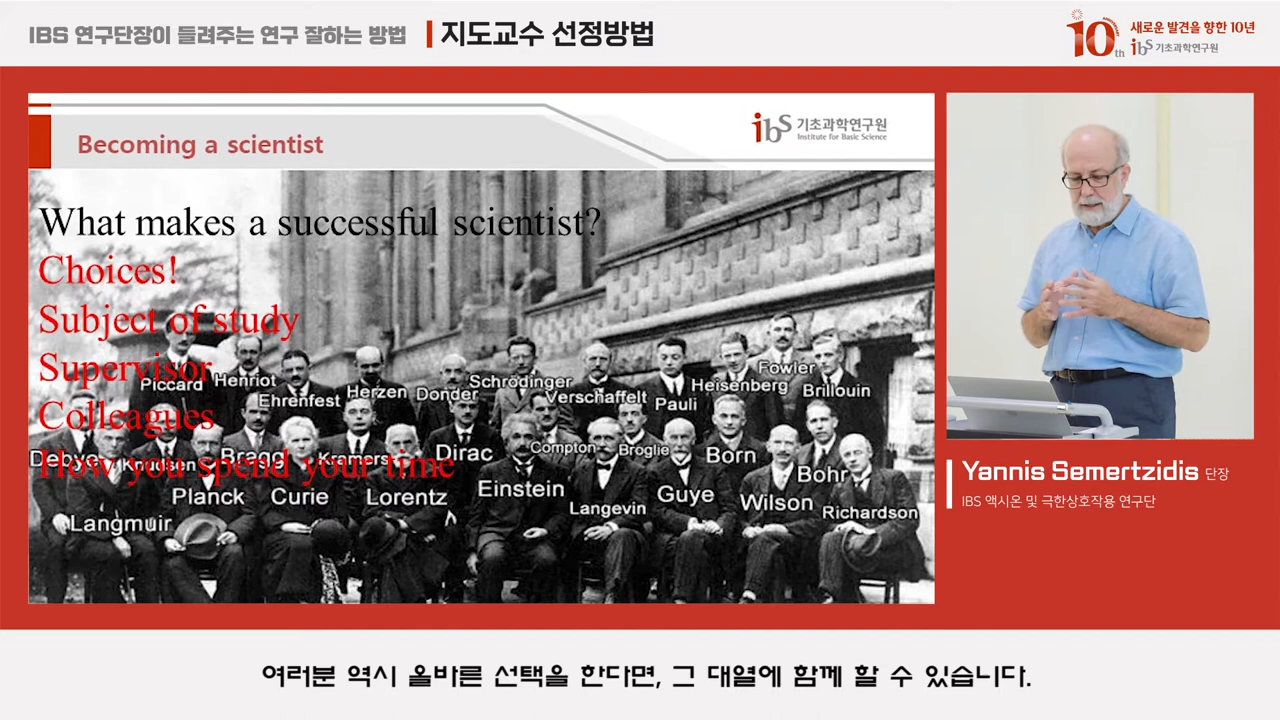 IBS 연구단장이 들려주는 연구 잘하는 방법 | 지도교수 선정방법
10th 새로운 발견을 향한 10년
ibS 기초과학연구원
Becoming a scientist
ibS 기초과학연구원
Institute for Basic Science
What makes a successful scientist?
Choices!
Subject of study
Supervisor
Colleagues
How you spend your time
Piccard Henriot Ehrenfest Herzen Donder Schrödinger Verschaffelt Pauli Heisenberg Fowler Brillouin
Debye Knudsen Bragg Kramers Dirac Compton Broglie Born Bohr
Langmuir Planck Curie Lorentz Einstein Langevin Guye Wilson Richardson
Yannis Semertzidis 단장
IBS 액시온 및 극한상호작용 연구단
여러분 역시 올바른 선택을 한다면, 그 대열에 함께 할 수 있습니다.